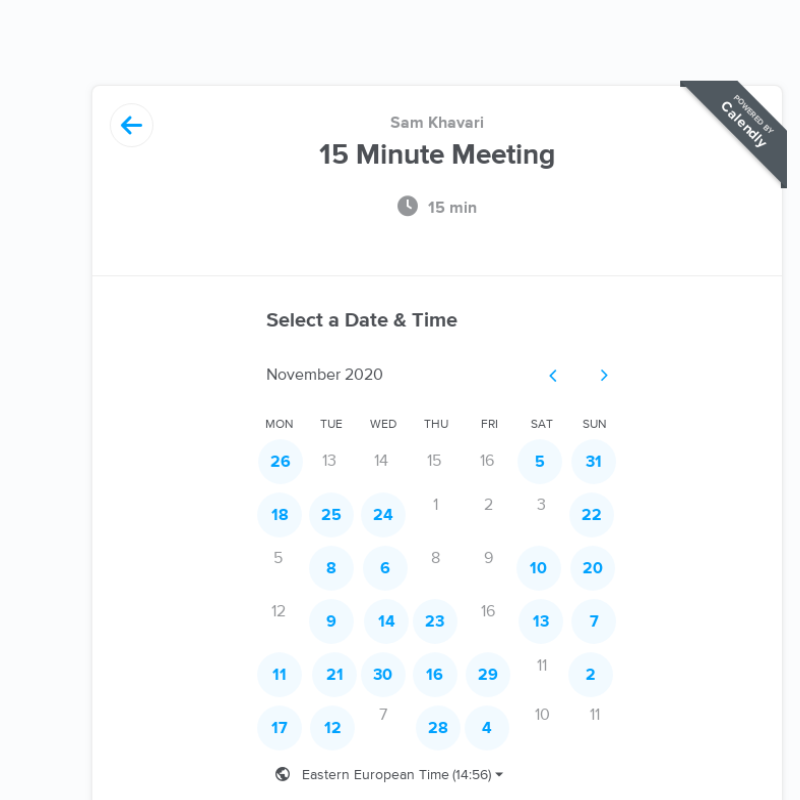 POWERED BY
Calendly
Sam Khavari
15 Minute Meeting
15 min
Select a Date & Time
November 2020
MON TUE WED THU FRI SAT SUN
26 13 14 15 16 5 31
18 25 24 1 2 3 22
5 8 6 8 9 10 20
12 9 14 23 16 13 7
11 21 30 16 29 11 2
17 12 7 28 4 10 11
Eastern European Time (14:56)